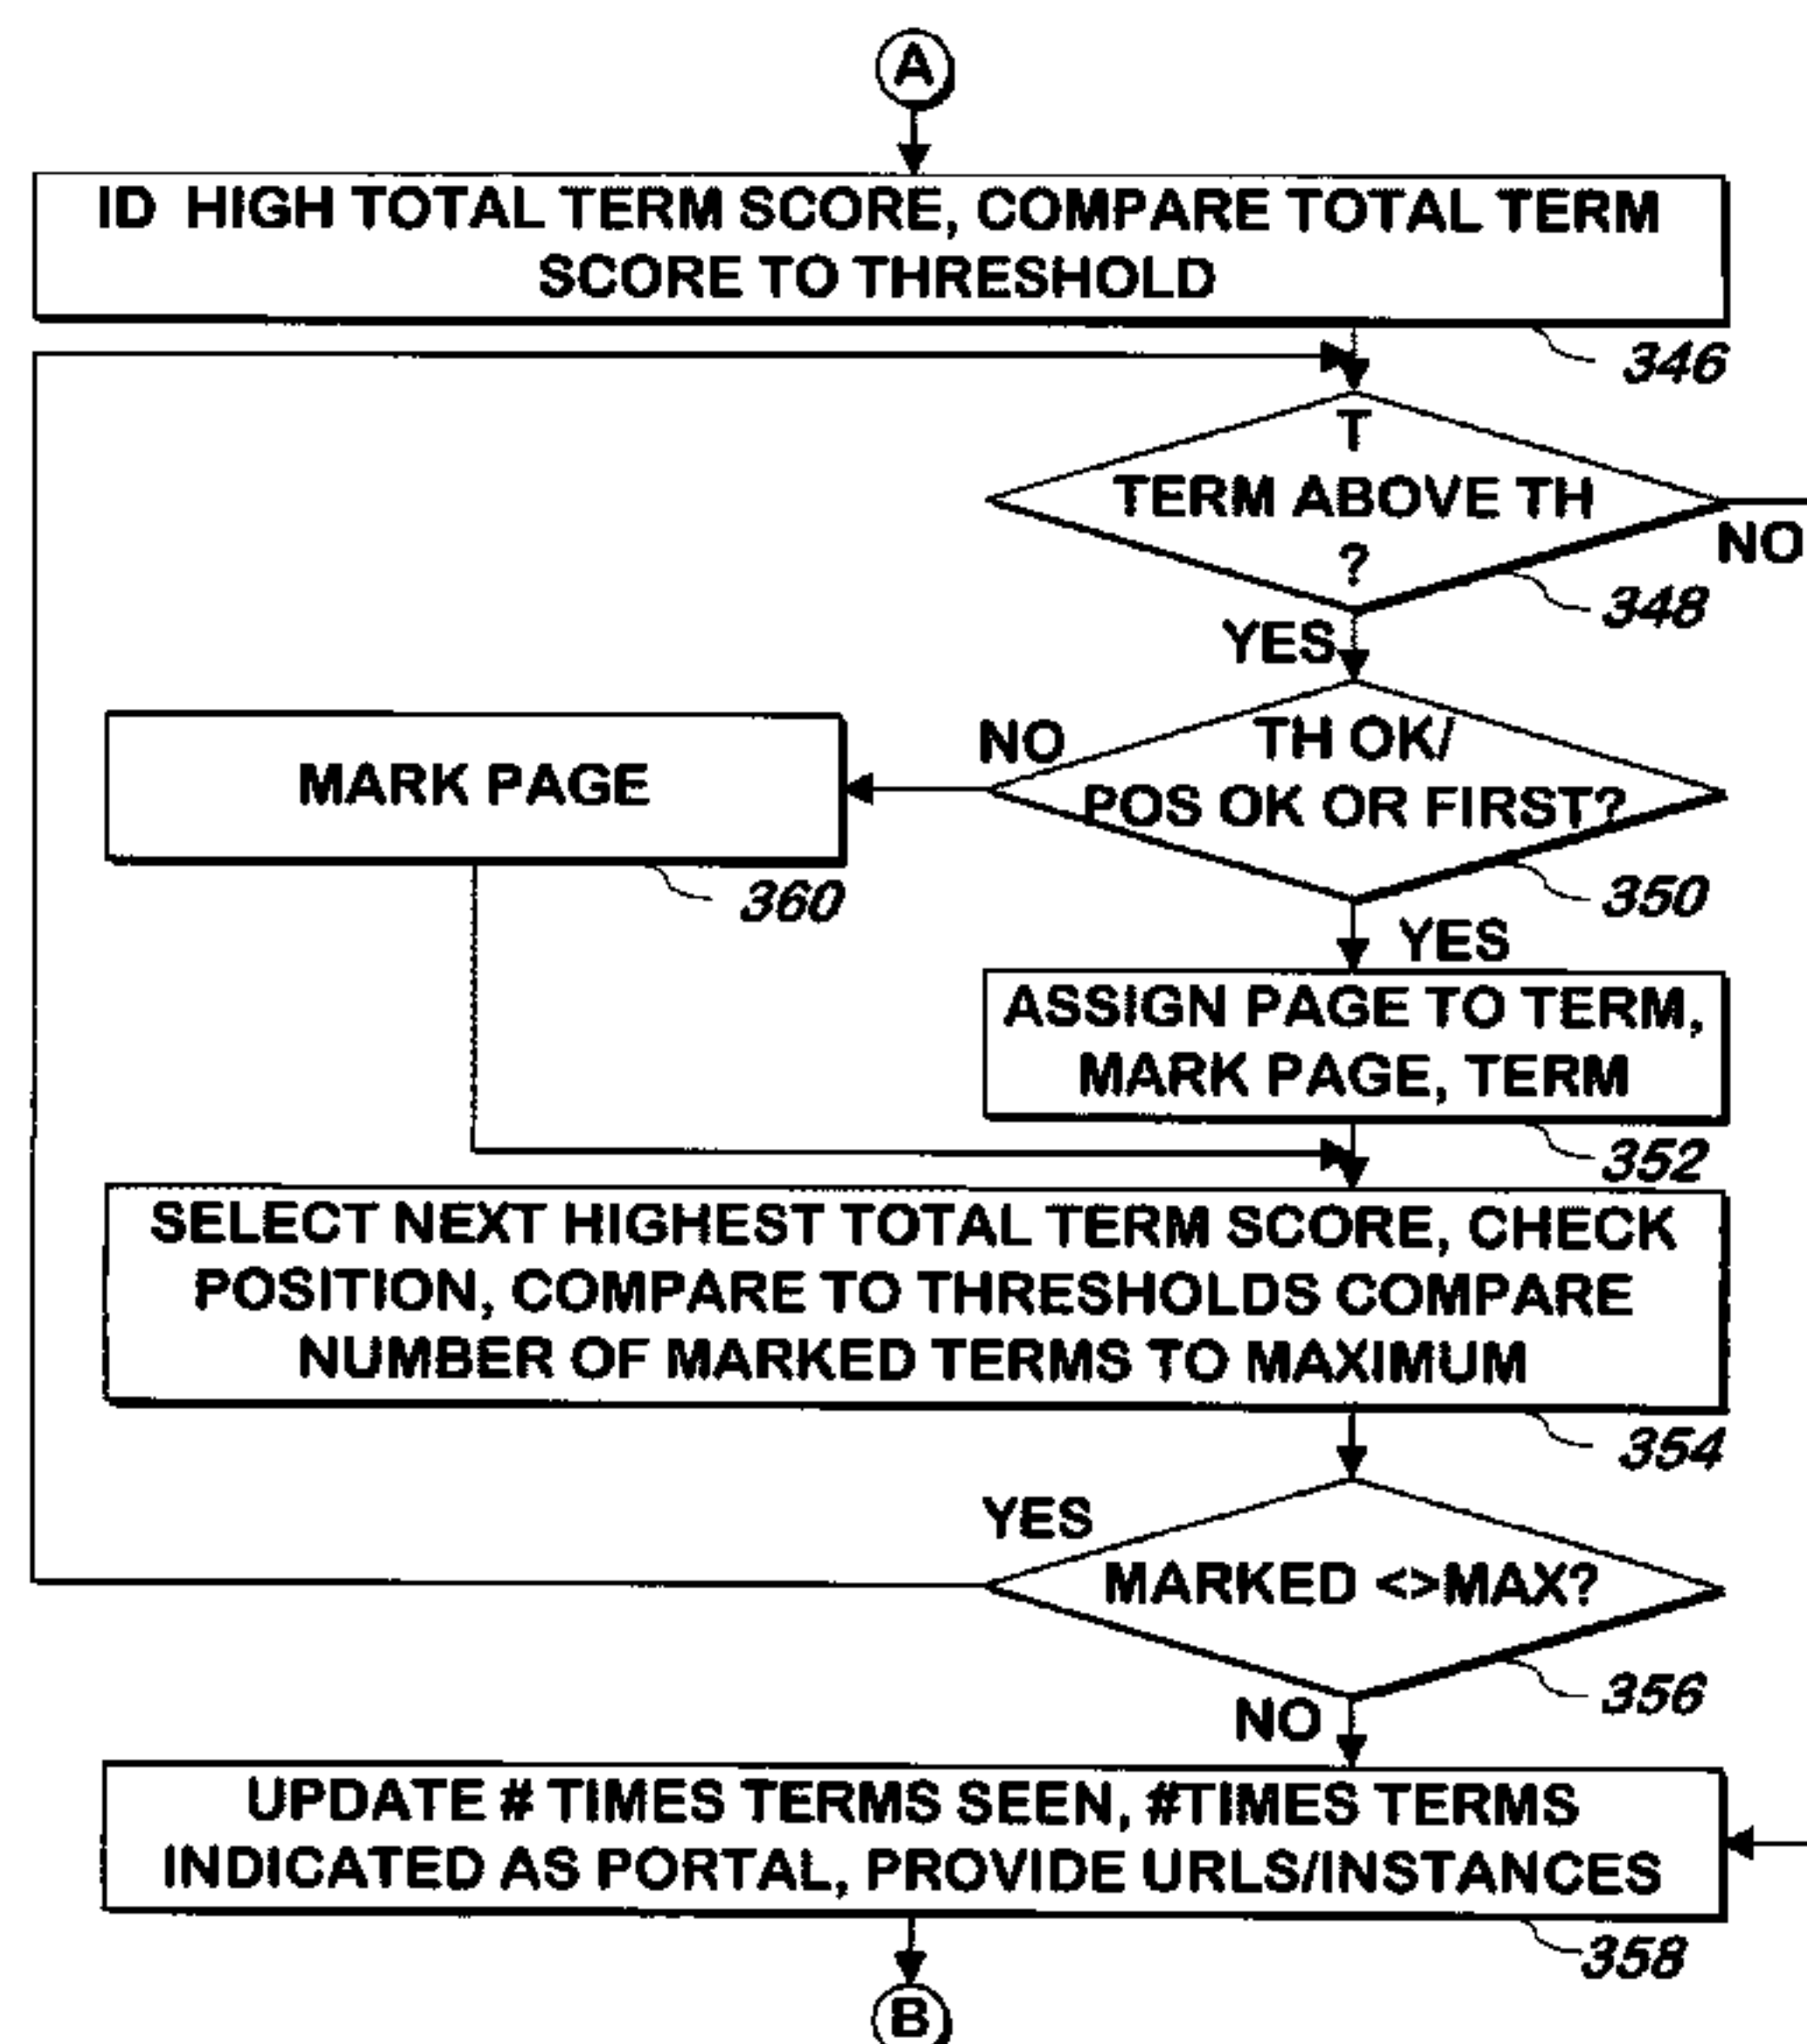 A
ID HIGH TOTAL TERM SCORE, COMPARE TOTAL TERM
SCORE TO THRESHOLD
346
T
TERM ABOVE TH
?
NO
348
YES
TH OK/
POS OK OR FIRST?
NO
350
MARK PAGE
360
YES
ASSIGN PAGE TO TERM,
MARK PAGE, TERM
352
SELECT NEXT HIGHEST TOTAL TERM SCORE, CHECK
POSITION, COMPARE TO THRESHOLDS COMPARE
NUMBER OF MARKED TERMS TO MAXIMUM
354
YES
MARKED <>MAX?
356
NO
UPDATE # TIMES TERMS SEEN, #TIMES TERMS
INDICATED AS PORTAL, PROVIDE URLS/INSTANCES
358
B